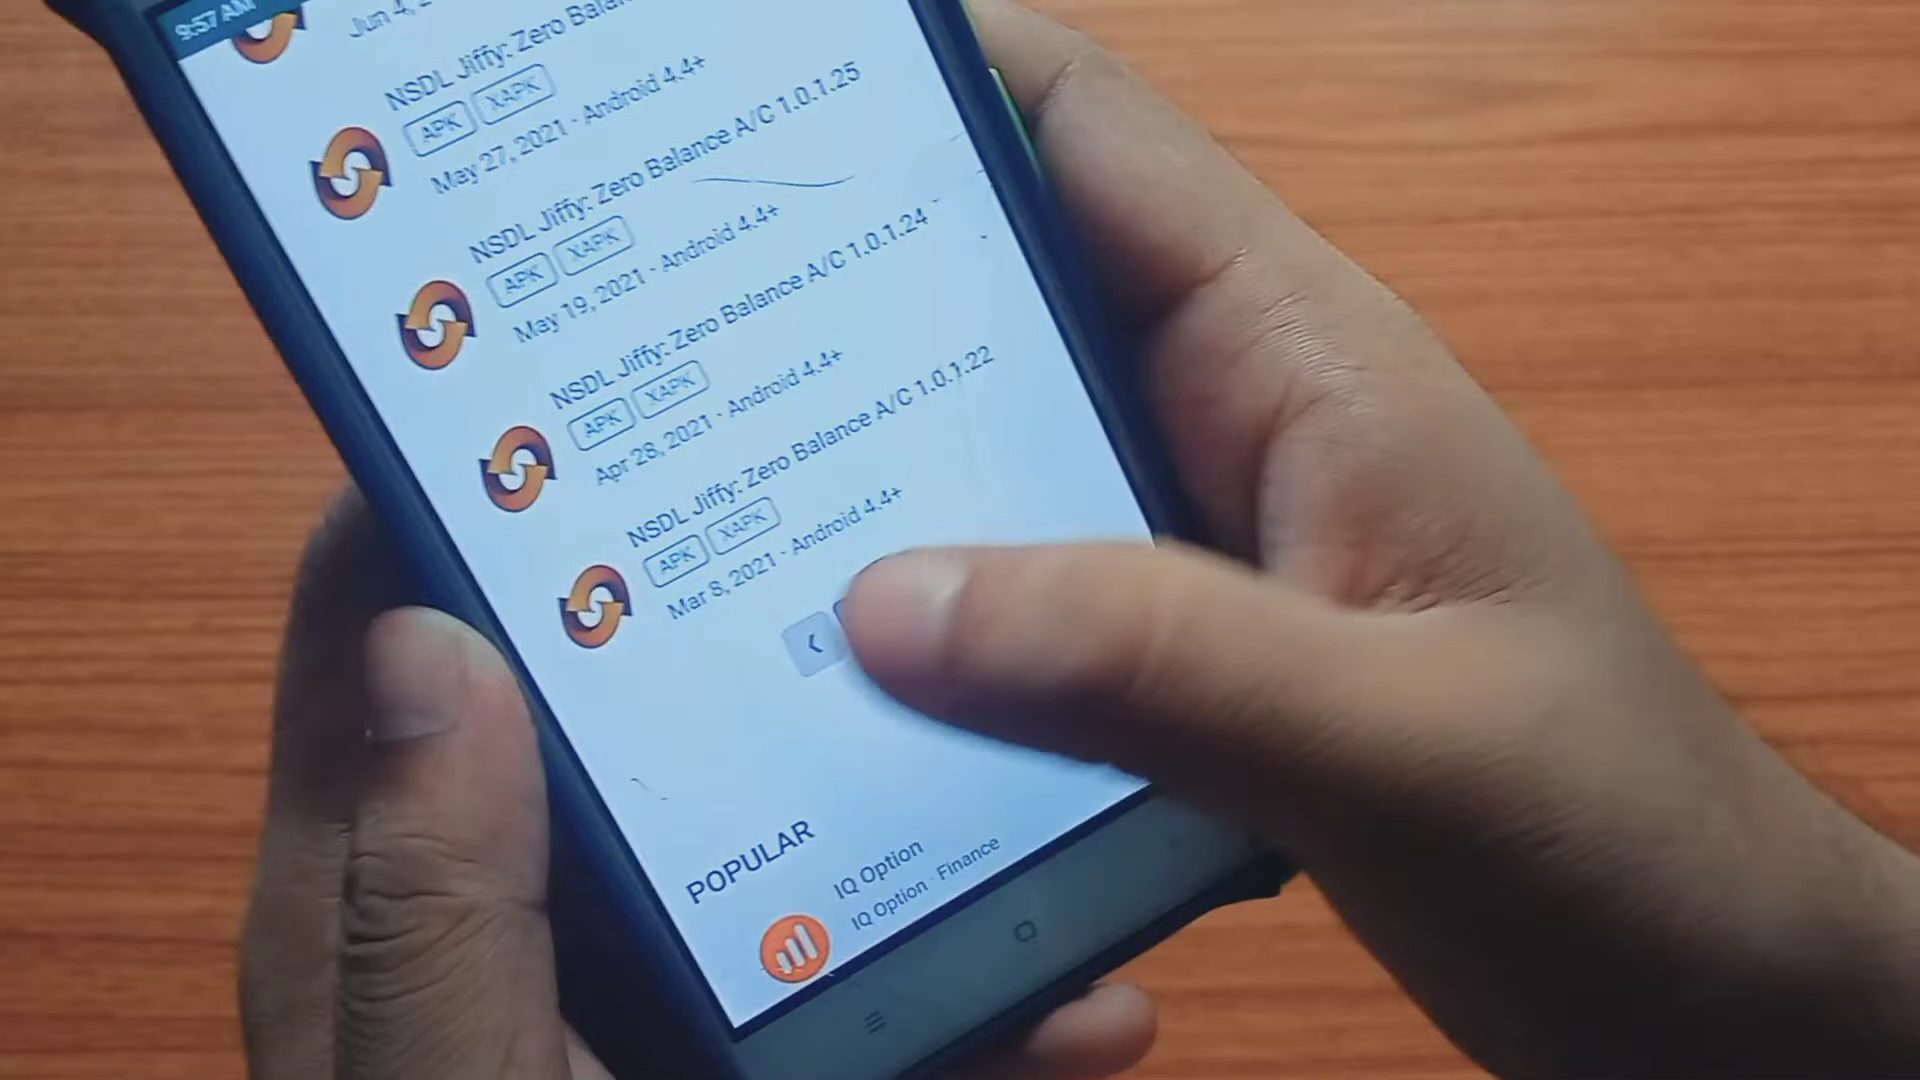 9:57 AM
Jun 4, 2
NSDL Jiffy: Zero Balan
APK XAPK
May 27, 2021 · Android 4.4+
NSDL Jiffy: Zero Balance A/C 1.0.1.25
APK XAPK
May 19, 2021 · Android 4.4+
NSDL Jiffy: Zero Balance A/C 1.0.1.24
APK XAPK
Apr 28, 2021 · Android 4.4+
NSDL Jiffy: Zero Balance A/C 1.0.1.22
APK XAPK
Mar 8, 2021 · Android 4.4+
POPULAR
IQ Option
IQ Option · Finance